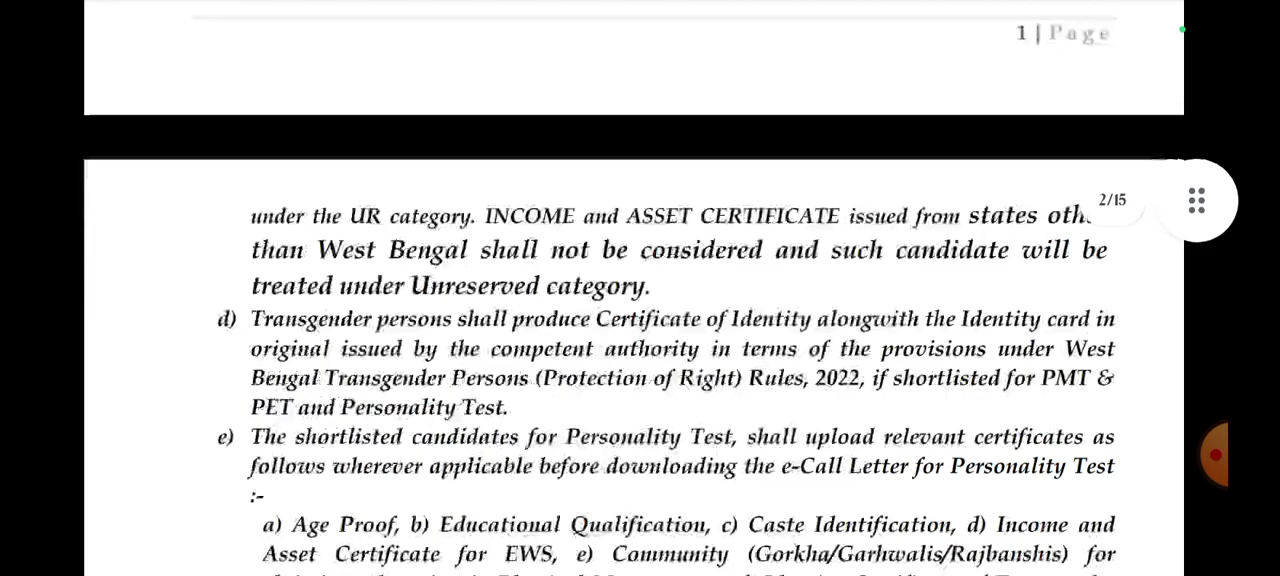 1 | Page
2/15
under the UR category. INCOME and ASSET CERTIFICATE issued from states oth
than West Bengal shall not be considered and such candidate will be
treated under Unreserved category.
d) Transgender persons shall produce Certificate of Identity alongwith the Identity card in
original issued by the competent authority in terms of the provisions under West
Bengal Transgender Persons (Protection of Right) Rules, 2022, if shortlisted for PMT &
PET and Personality Test.
e) The shortlisted candidates for Personality Test, shall upload relevant certificates as
follows wherever applicable before downloading the e-Call Letter for Personality Test
:-
a) Age Proof, b) Educational Qualification, c) Caste Identification, d) Income and
Asset Certificate for EWS, e) Community (Gorkha/Garhwalis/Rajbanshis) for